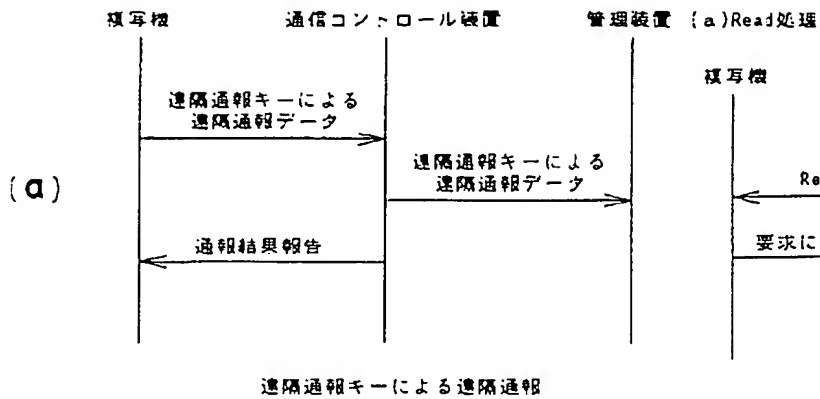 複写機
通信コントロール装置
管理装置
(a)Read処理
複写機
遠隔通報キーによる
遠隔通報データ
遠隔通報キーによる
遠隔通報データ
(a)
Re
通報結果報告
要求に
遠隔通報キーによる遠隔通報